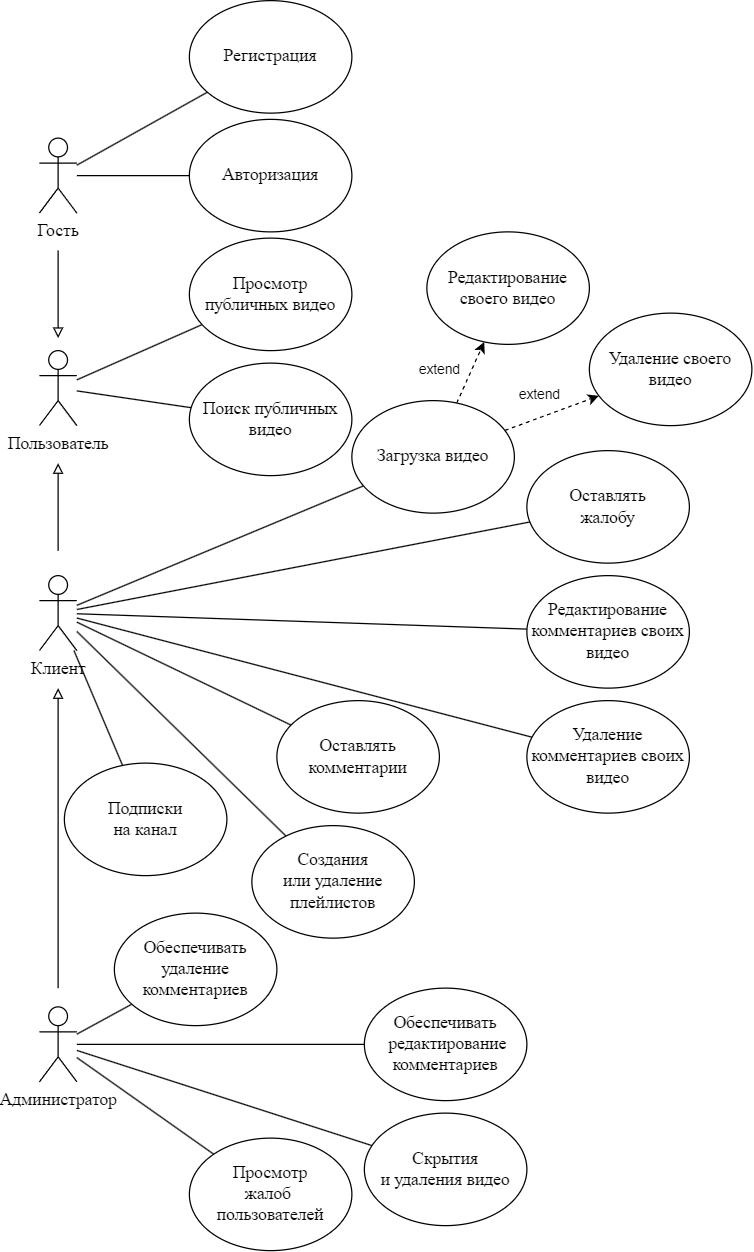 Регистрация
Авторизация
Гость
Просмотр
публичных видео
Редактирование
своего видео
Удаление своего
видео
extend
extend
Поиск публичных
видео
Пользователь
Загрузка видео
Оставлять
жалобу
Редактирование
комментариев своих
видео
Клиент
Оставлять
комментарии
Удаление
комментариев своих
видео
Подписки
на канал
Создания
или удаление
плейлистов
Обеспечивать
удаление
комментариев
Обеспечивать
редактирование
комментариев
Администратор
Скрытия
и удаления видео
Просмотр
жалоб
пользователей